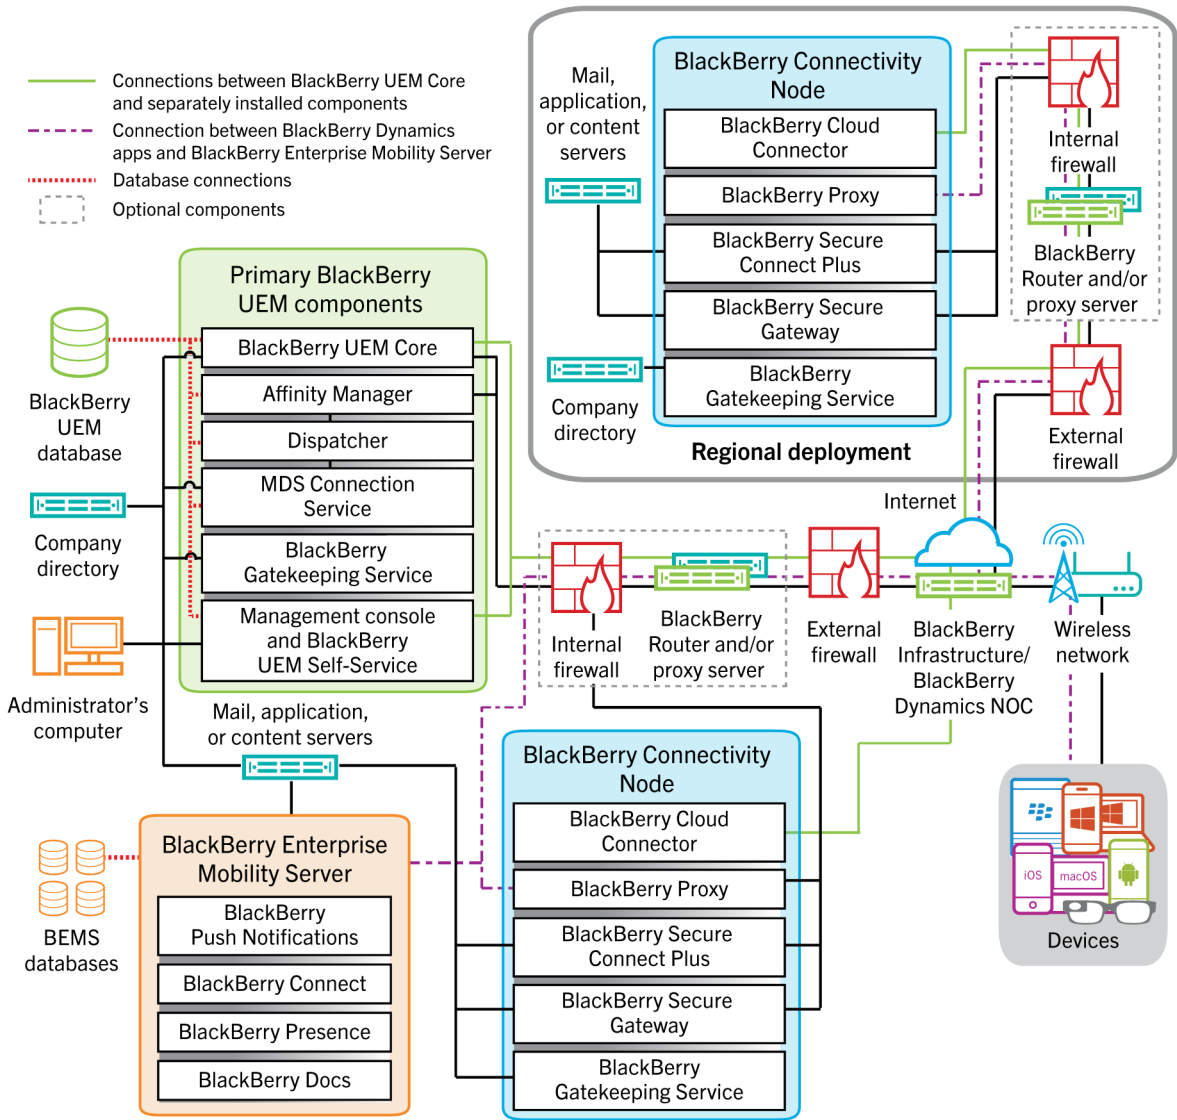 Connections between BlackBerry UEM Core
and separately installed components
Connection between BlackBerry Dynamics
apps and BlackBerry Enterprise Mobility Server
Database connections
Optional components
Mail,
application,
or content
servers
Company
directory
BlackBerry Connectivity
Node
BlackBerry Cloud
Connector
BlackBerry Proxy
BlackBerry Secure
Connect Plus
BlackBerry Secure
Gateway
BlackBerry
Gatekeeping Service
Regional deployment
Internal
firewall
BlackBerry
Router and/or
proxy server
External
firewall
Primary BlackBerry
UEM components
BlackBerry UEM Core
Affinity Manager
Dispatcher
MDS Connection
Service
BlackBerry
Gatekeeping Service
Management console
and BlackBerry
UEM Self-Service
BlackBerry
UEM
database
Company
directory
Administrator's
computer
Internet
Internal
firewall
BlackBerry
Router and/or
proxy server
External
firewall
BlackBerry
Infrastructure/
BlackBerry
Dynamics NOC
Wireless
network
Mail, application,
or content servers
BlackBerry Enterprise
Mobility Server
BlackBerry
Push Notifications
BlackBerry Connect
BlackBerry Presence
BlackBerry Docs
BEMS
databases
BlackBerry Connectivity
Node
BlackBerry Cloud
Connector
BlackBerry Proxy
BlackBerry Secure
Connect Plus
BlackBerry Secure
Gateway
BlackBerry
Gatekeeping Service
iOS
macOS
Devices